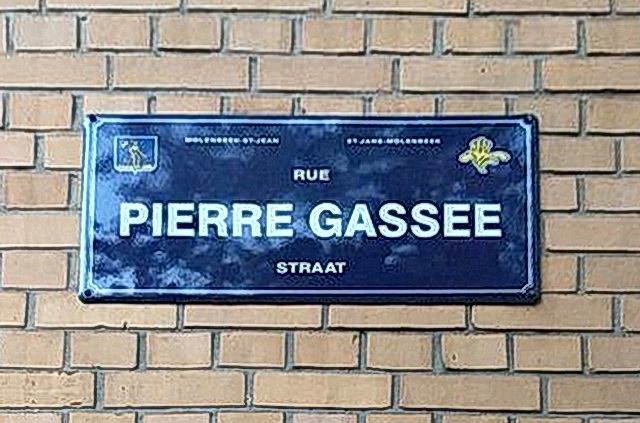 MOLENBEEK-ST-JEAN ST-JANS-MOLENBEEK
RUE
PIERRE GASSEE
STRAAT